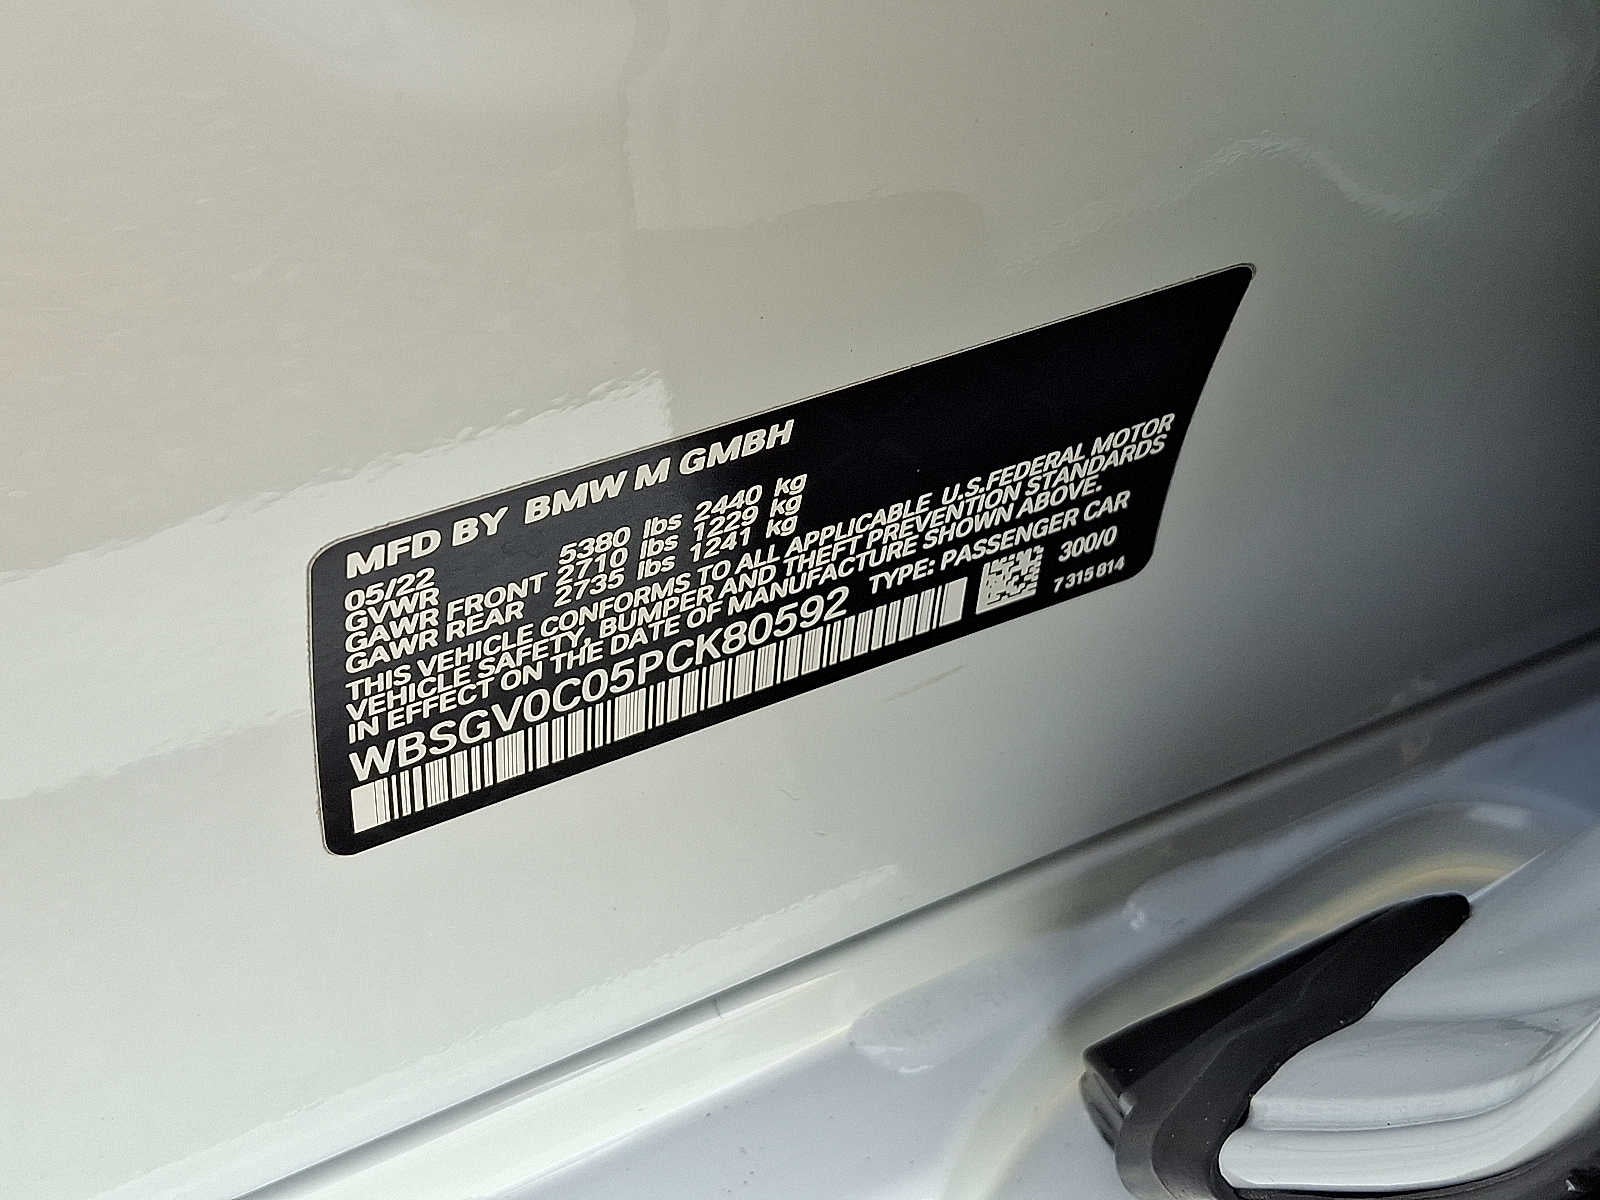 MFD BY BMW M GMBH
05/22
GVWR 5380 lbs 2440 kg
GAWR FRONT 2710 lbs 1229 kg
GAWR REAR 2735 lbs 1241 kg
THIS VEHICLE CONFORMS TO ALL APPLICABLE U.S.FEDERAL MOTOR
VEHICLE SAFETY, BUMPER AND THEFT PREVENTION STANDARDS
IN EFFECT ON THE DATE OF MANUFACTURE SHOWN ABOVE.
WBSGV0C05PCK80592 TYPE: PASSENGER CAR
300/0
7 315 814